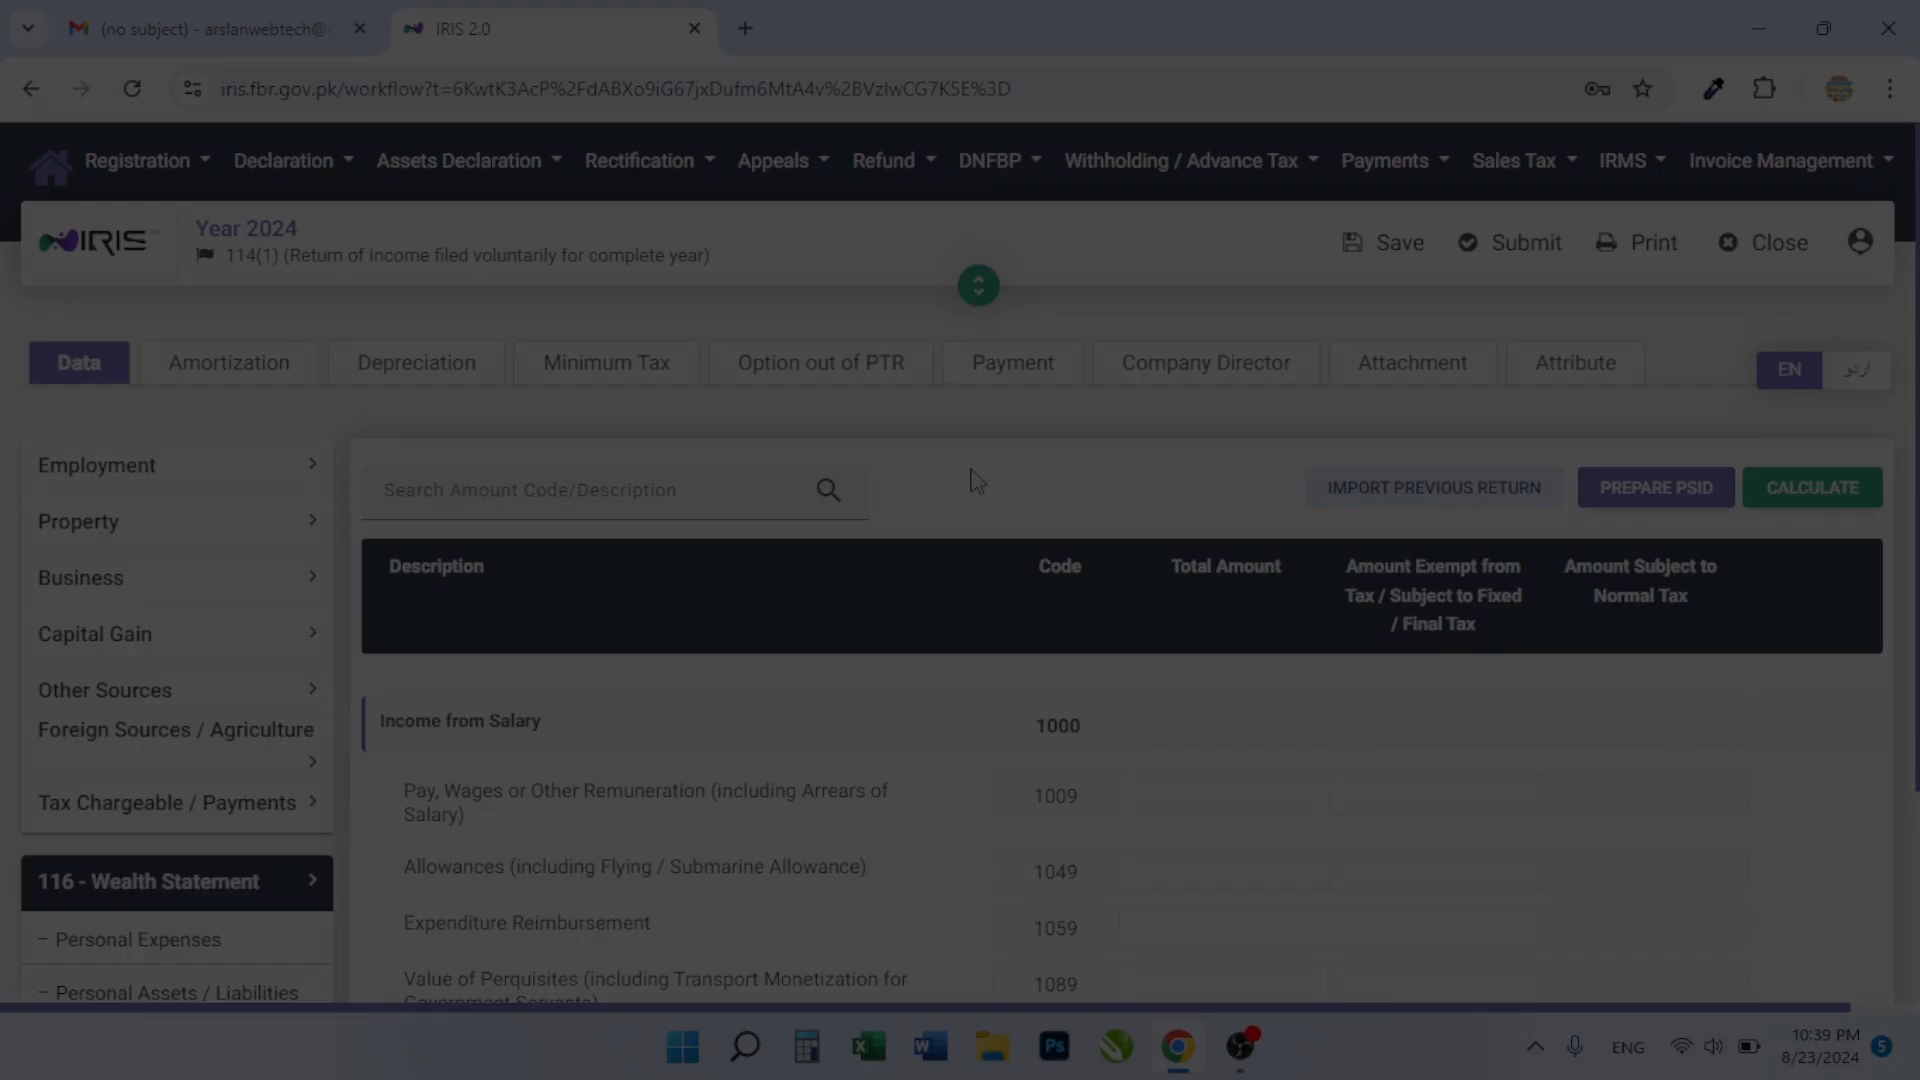 (no subject) - arslanwebtech@
IRIS 2.0
iris.fbr.gov.pk/workflow?t=6KwtK3AcP%2FdABXo9iG67jxDufm6MtA4v%2BVzIwCG7K5E%3D
Registration Declaration Assets Declaration Rectification Appeals Refund DNFBP Withholding / Advance Tax Payments Sales Tax IRMS Invoice Management
IRIS
Year 2024
114(1) (Return of Income filed voluntarily for complete year)
Save Submit Print Close
Data Amortization Depreciation Minimum Tax Option out of PTR Payment Company Director Attachment Attribute
EN اردو
Employment
Property
Business
Capital Gain
Other Sources
Foreign Sources / Agriculture
Tax Chargeable / Payments
116 - Wealth Statement
– Personal Expenses
– Personal Assets / Liabilities
Search Amount Code/Description
IMPORT PREVIOUS RETURN PREPARE PSID CALCULATE
Description Code Total Amount Amount Exempt from Amount Subject to
Tax / Subject to Fixed Normal Tax
/ Final Tax
Income from Salary 1000
Pay, Wages or Other Remuneration (including Arrears of
Salary) 1009
Allowances (including Flying / Submarine Allowance) 1049
Expenditure Reimbursement 1059
Value of Perquisites (including Transport Monetization for
Government Servants) 1089
Ps
ENG
10:39 PM
8/23/2024
5